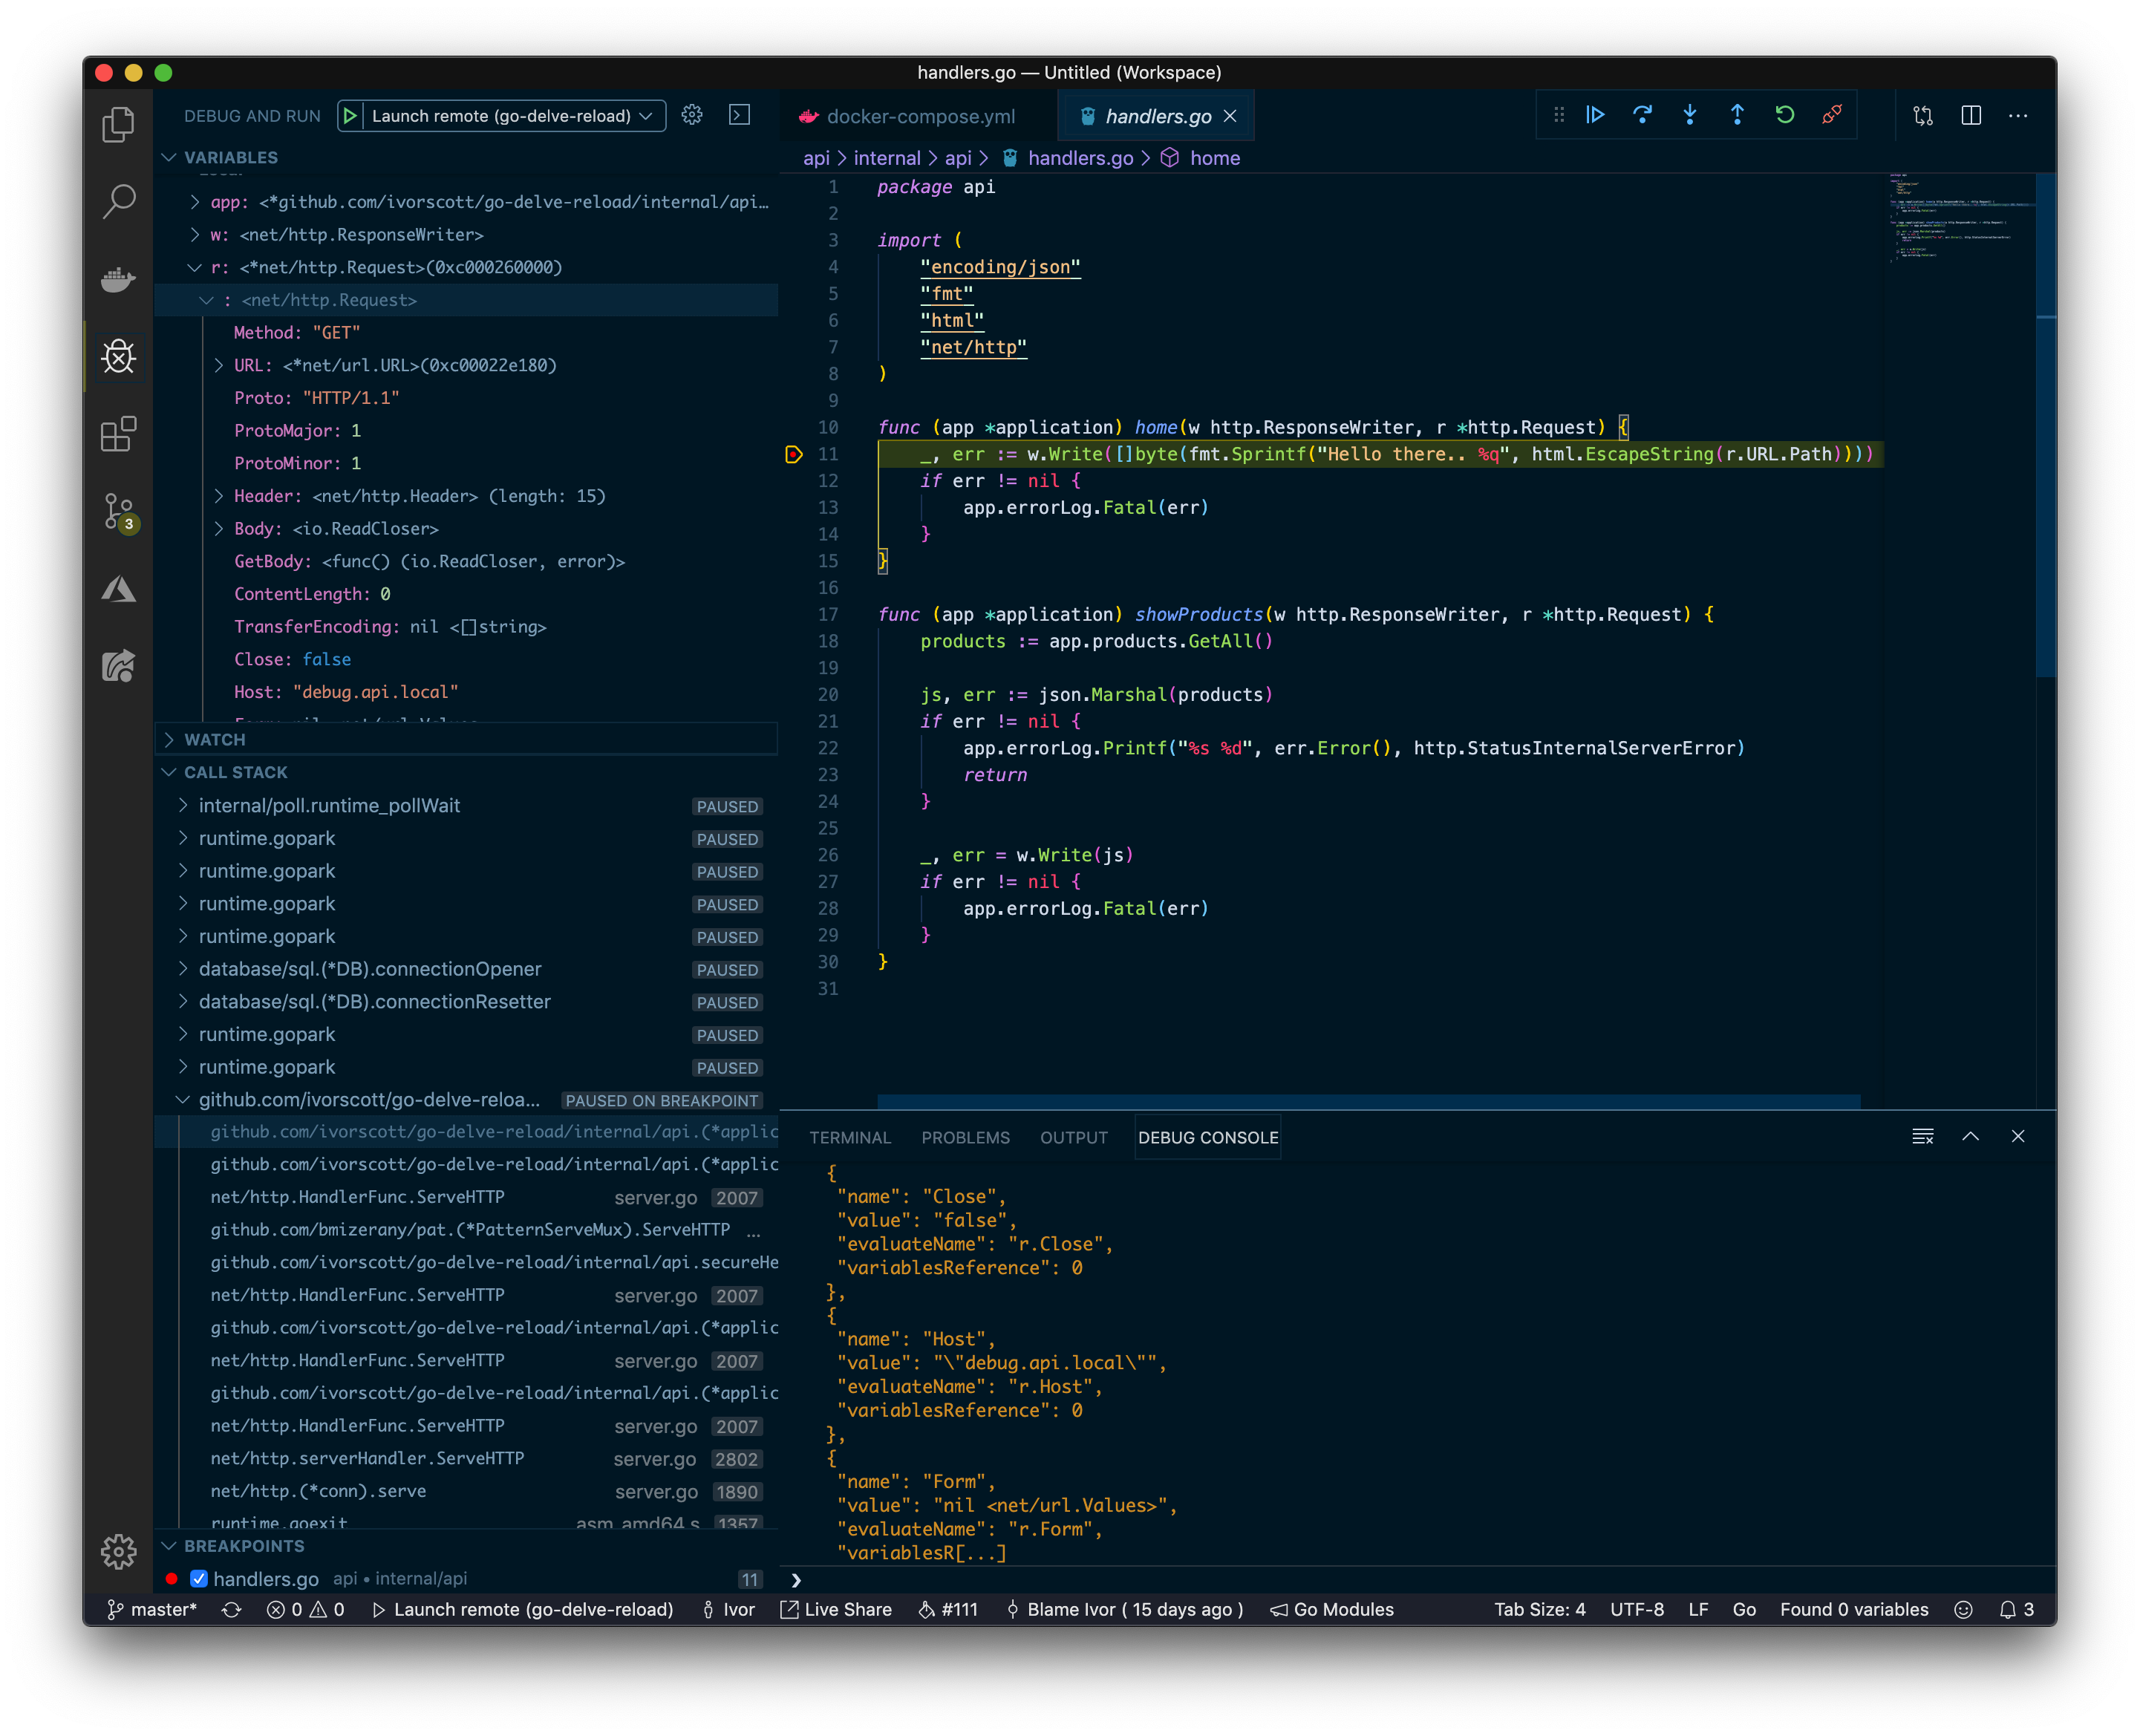 handlers.go — Untitled (Workspace)
DEBUG AND RUN
Launch remote (go-delve-reload)
VARIABLES
app: <*github.com/ivorscott/go-delve-reload/internal/api…
w: <net/http.ResponseWriter>
r: <*net/http.Request>(0xc000260000)
: <net/http.Request>
Method: "GET"
URL: <*net/url.URL>(0xc00022e180)
Proto: "HTTP/1.1"
ProtoMajor: 1
ProtoMinor: 1
Header: <net/http.Header> (length: 15)
Body: <io.ReadCloser>
GetBody: <func() (io.ReadCloser, error)>
ContentLength: 0
TransferEncoding: nil <[]string>
Close: false
Host: "debug.api.local"
WATCH
CALL STACK
internal/poll.runtime_pollWait PAUSED
runtime.gopark PAUSED
runtime.gopark PAUSED
runtime.gopark PAUSED
runtime.gopark PAUSED
database/sql.(*DB).connectionOpener PAUSED
database/sql.(*DB).connectionResetter PAUSED
runtime.gopark PAUSED
runtime.gopark PAUSED
github.com/ivorscott/go-delve-reloa... PAUSED ON BREAKPOINT
github.com/ivorscott/go-delve-reload/internal/api.(*applic
github.com/ivorscott/go-delve-reload/internal/api.(*applic
net/http.HandlerFunc.ServeHTTP server.go 2007
github.com/bmizerany/pat.(*PatternServeMux).ServeHTTP ...
github.com/ivorscott/go-delve-reload/internal/api.secureHe
net/http.HandlerFunc.ServeHTTP server.go 2007
github.com/ivorscott/go-delve-reload/internal/api.(*applic
net/http.HandlerFunc.ServeHTTP server.go 2007
github.com/ivorscott/go-delve-reload/internal/api.(*applic
net/http.HandlerFunc.ServeHTTP server.go 2007
net/http.serverHandler.ServeHTTP server.go 2802
net/http.(*conn).serve server.go 1890
runtime.goexit asm_amd64.s 1357
BREAKPOINTS
handlers.go api • internal/api 11
3
docker-compose.yml
handlers.go
api > internal > api > handlers.go > home
1 package api
2
3 import (
4 "encoding/json"
5 "fmt"
6 "html"
7 "net/http"
8 )
9
10 func (app *application) home(w http.ResponseWriter, r *http.Request) {
11 _, err := w.Write([]byte(fmt.Sprintf("Hello there.. %q", html.EscapeString(r.URL.Path))))
12 if err != nil {
13 app.errorLog.Fatal(err)
14 }
15 }
16
17 func (app *application) showProducts(w http.ResponseWriter, r *http.Request) {
18 products := app.products.GetAll()
19
20 js, err := json.Marshal(products)
21 if err != nil {
22 app.errorLog.Printf("%s %d", err.Error(), http.StatusInternalServerError)
23 return
24 }
25
26 _, err = w.Write(js)
27 if err != nil {
28 app.errorLog.Fatal(err)
29 }
30 }
31
TERMINAL PROBLEMS OUTPUT DEBUG CONSOLE
{
"name": "Close",
"value": "false",
"evaluateName": "r.Close",
"variablesReference": 0
},
{
"name": "Host",
"value": "\"debug.api.local\"",
"evaluateName": "r.Host",
"variablesReference": 0
},
{
"name": "Form",
"value": "nil <net/url.Values>",
"evaluateName": "r.Form",
"variablesR[...]
master* 0 0 Launch remote (go-delve-reload) Ivor Live Share #111 Blame Ivor ( 15 days ago ) Go Modules Tab Size: 4 UTF-8 LF Go Found 0 variables 3